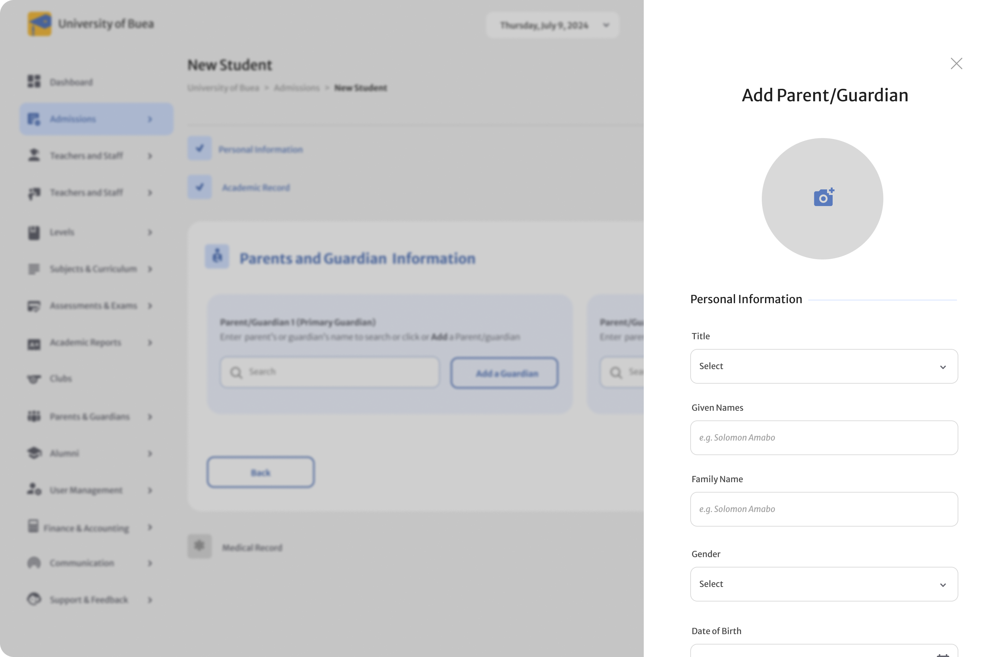 University of Buea
Thursday, July 9, 2024
New Student
University of Buea > Admissions > New Student
Dashboard
Admissions
Teachers and Staff
Teachers and Staff
Levels
Subjects & Curriculum
Assessments & Exams
Academic Reports
Clubs
Parents & Guardians
Alumni
User Management
Finance & Accounting
Communication
Support & Feedback
Personal Information
Academic Record
Parents and Guardian Information
Parent/Guardian 1 (Primary Guardian)
Enter parent's or guardian's name to search or click or Add a Parent/guardian
Search
Add a Guardian
Parent/Gu
Enter paren
Sear
Back
Medical Record
Add Parent/Guardian
Personal Information
Title
Select
Given Names
e.g. Solomon Amabo
Family Name
e.g. Solomon Amabo
Gender
Select
Date of Birth